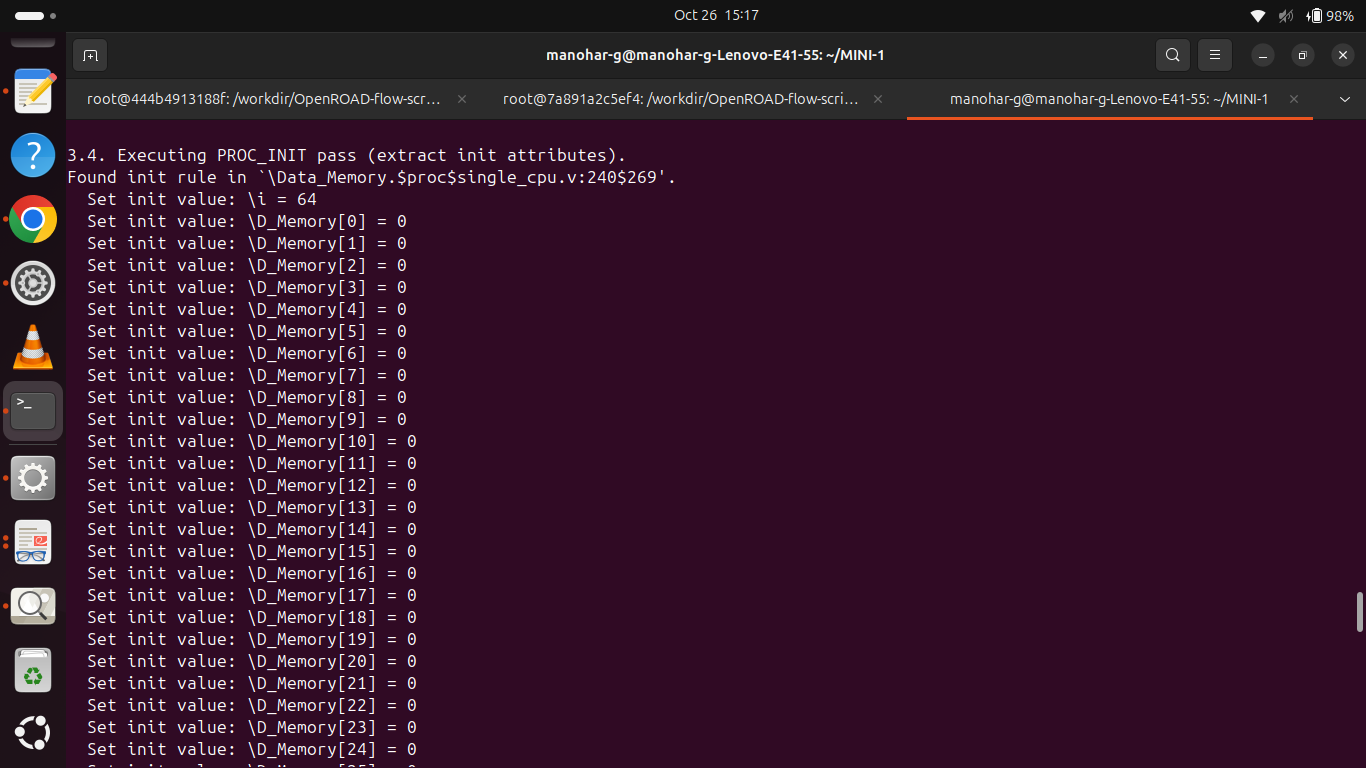 Oct 26 15:17
98%
manohar-g@manohar-g-Lenovo-E41-55: ~/MINI-1
root@444b4913188f: /workdir/OpenROAD-flow-scr...
root@7a891a2c5ef4: /workdir/OpenROAD-flow-scri...
manohar-g@manohar-g-Lenovo-E41-55: ~/MINI-1
3.4. Executing PROC_INIT pass (extract init attributes).
Found init rule in `\Data_Memory.$proc$single_cpu.v:240$269'.
  Set init value: \i = 64
  Set init value: \D_Memory[0] = 0
  Set init value: \D_Memory[1] = 0
  Set init value: \D_Memory[2] = 0
  Set init value: \D_Memory[3] = 0
  Set init value: \D_Memory[4] = 0
  Set init value: \D_Memory[5] = 0
  Set init value: \D_Memory[6] = 0
  Set init value: \D_Memory[7] = 0
  Set init value: \D_Memory[8] = 0
  Set init value: \D_Memory[9] = 0
  Set init value: \D_Memory[10] = 0
  Set init value: \D_Memory[11] = 0
  Set init value: \D_Memory[12] = 0
  Set init value: \D_Memory[13] = 0
  Set init value: \D_Memory[14] = 0
  Set init value: \D_Memory[15] = 0
  Set init value: \D_Memory[16] = 0
  Set init value: \D_Memory[17] = 0
  Set init value: \D_Memory[18] = 0
  Set init value: \D_Memory[19] = 0
  Set init value: \D_Memory[20] = 0
  Set init value: \D_Memory[21] = 0
  Set init value: \D_Memory[22] = 0
  Set init value: \D_Memory[23] = 0
  Set init value: \D_Memory[24] = 0